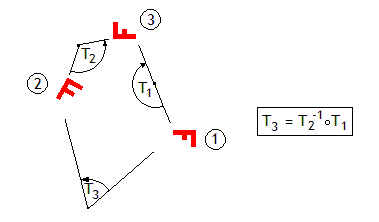 ③
T₂
②
T₁
T₃ = T₂⁻¹∘T₁
①
T₃